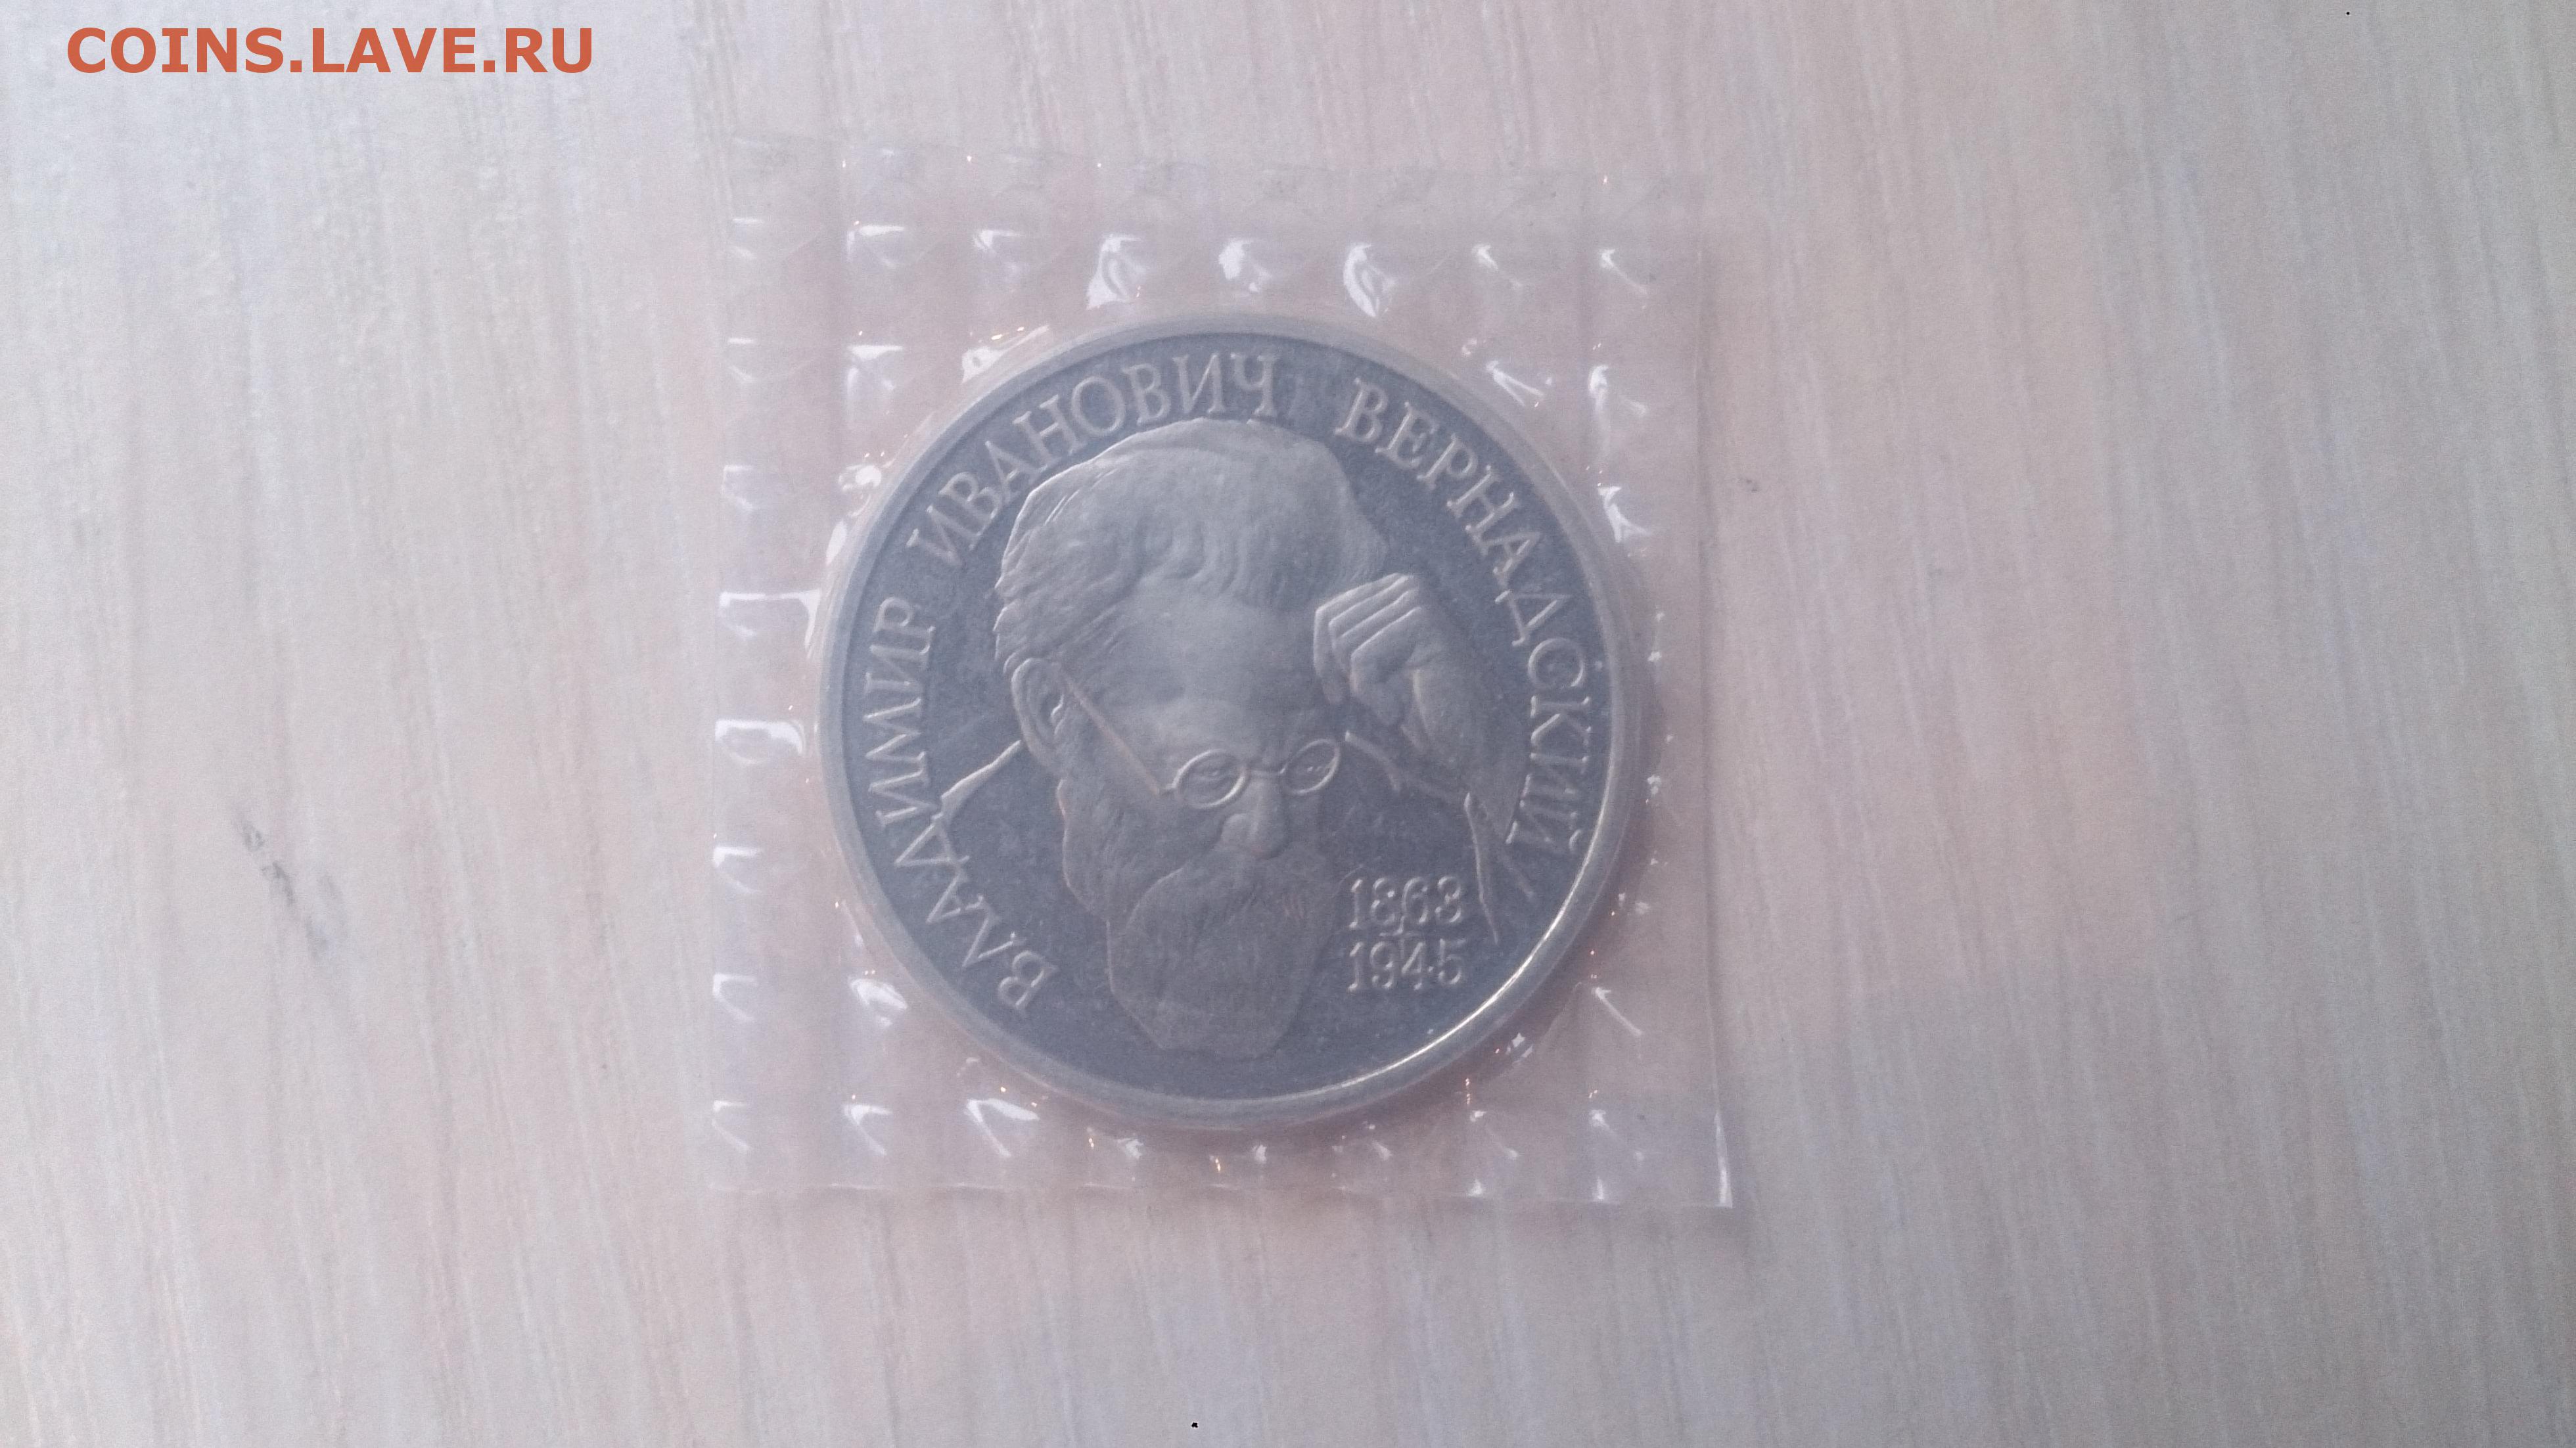 COINS.LAVE.RU
ВЛАДИМИР ИВАНОВИЧ ВЕРНАДСКИЙ
1863
1945